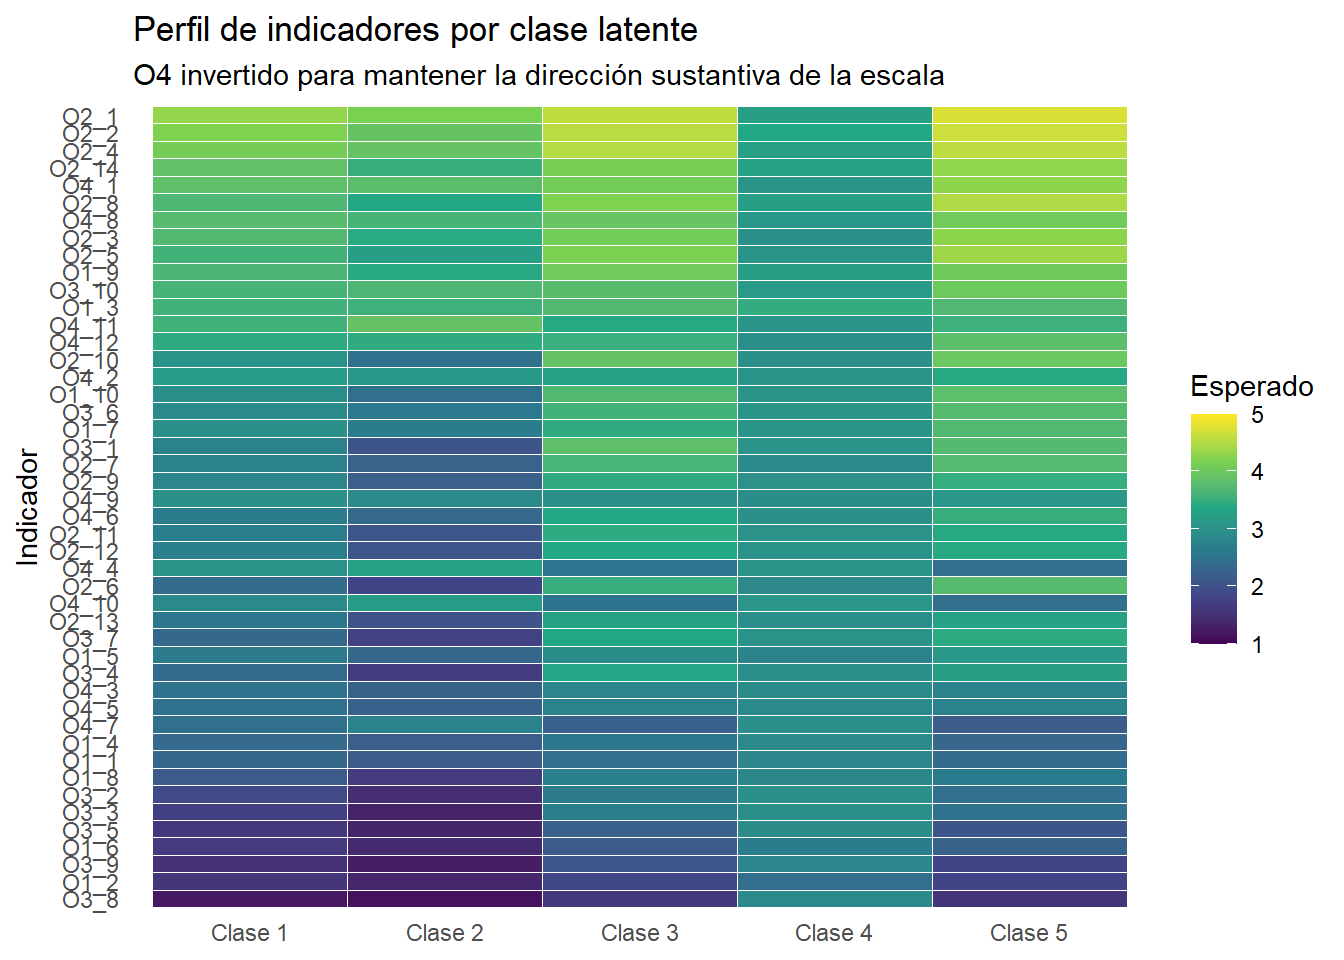 Perfil de indicadores por clase latente
O4 invertido para mantener la dirección sustantiva de la escala
Indicador
O2_1
O2_2
O2_4
O2_14
O4_1
O2_8
O4_8
O2_3
O2_5
O1_9
O3_10
O1_3
O4_11
O4_12
O2_10
O4_2
O1_10
O3_6
O1_7
O3_1
O2_7
O2_9
O4_9
O4_6
O2_11
O2_12
O4_4
O2_6
O4_10
O2_13
O3_7
O1_5
O3_4
O4_3
O4_5
O4_7
O1_4
O1_1
O1_8
O3_2
O3_3
O3_5
O1_6
O3_9
O1_2
O3_8
Clase 1
Clase 2
Clase 3
Clase 4
Clase 5
Esperado
5
4
3
2
1